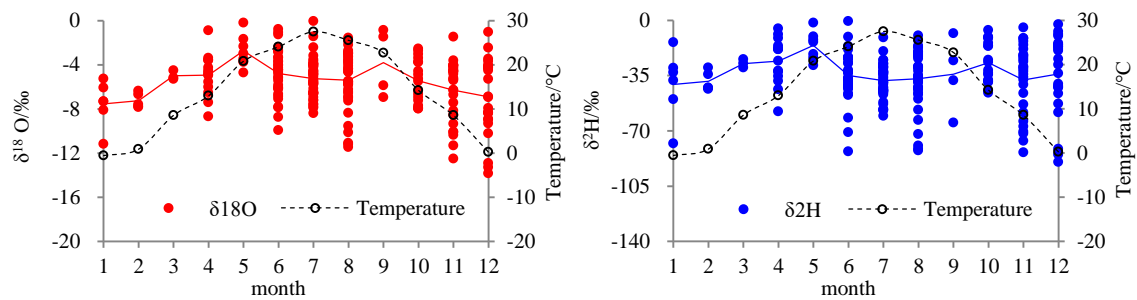 0
-4
-8
-12
-16
-20
δ¹⁸ O/‰
30
20
10
0
-10
-20
Temperature/°C
δ18O
Temperature
1 2 3 4 5 6 7 8 9 10 11 12
month
0
-35
-70
-105
-140
δ²H/‰
30
20
10
0
-10
-20
Temperature/°C
δ2H
Temperature
1 2 3 4 5 6 7 8 9 10 11 12
month